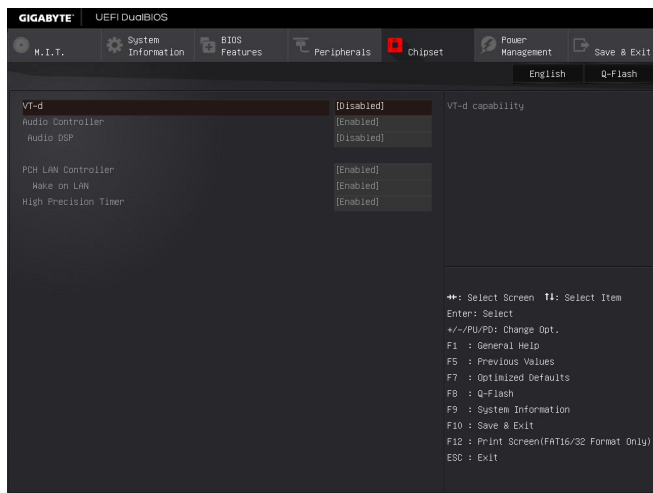 GIGABYTE™ UEFI DualBIOS
M.I.T.
System Information
BIOS Features
Peripherals
Chipset
Power Management
Save & Exit
English Q-Flash
VT-d [Disabled]
Audio Controller [Enabled]
Audio DSP [Disabled]
PCH LAN Controller [Enabled]
Wake on LAN [Enabled]
High Precision Timer [Enabled]
VT-d capability
→←: Select Screen ↑↓: Select Item
Enter: Select
+/-/PU/PD: Change Opt.
F1 : General Help
F5 : Previous Values
F7 : Optimized Defaults
F8 : Q-Flash
F9 : System Information
F10 : Save & Exit
F12 : Print Screen(FAT16/32 Format Only)
ESC : Exit